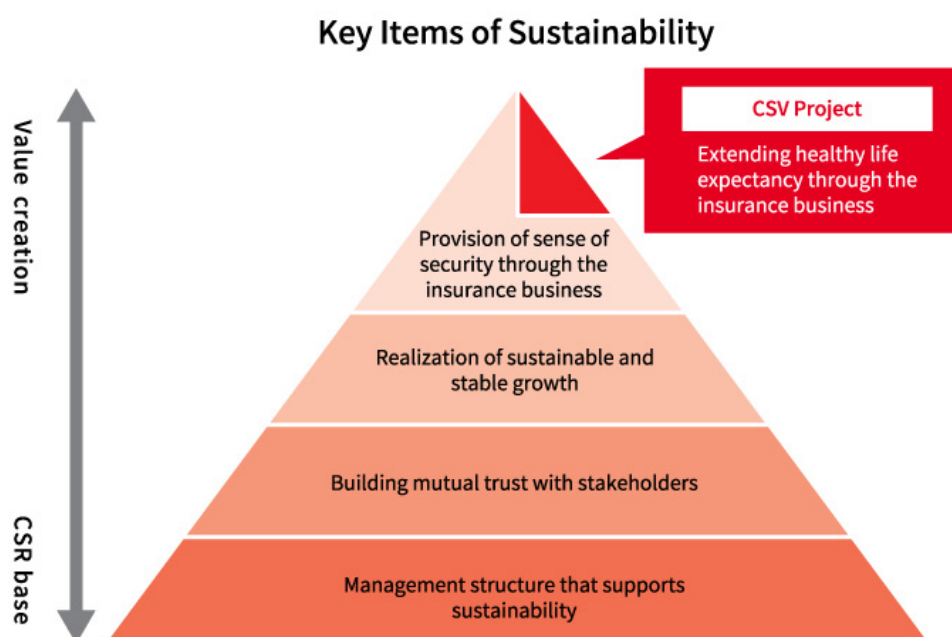 Key Items of Sustainability
Value creation
CSR base
CSV Project
Extending healthy life
expectancy through the
insurance business
Provision of sense of
security through the
insurance business
Realization of sustainable and
stable growth
Building mutual trust with stakeholders
Management structure that supports
sustainability